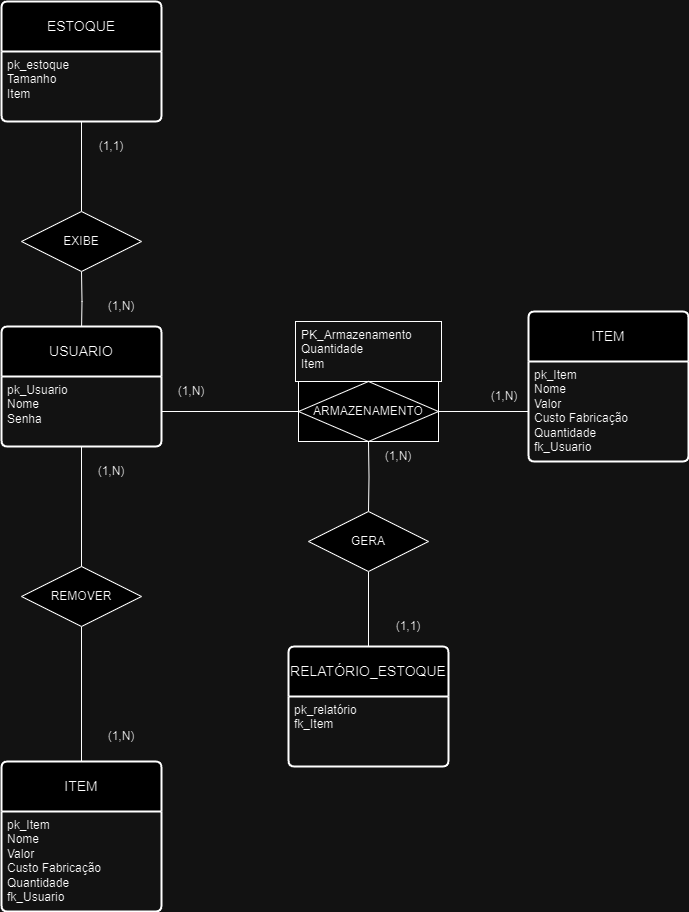 ESTOQUE
pk_estoque
Tamanho
Item
(1,1)
EXIBE
(1,N)
USUARIO
pk_Usuario
Nome
Senha
(1,N)
PK_Armazenamento
Quantidade
Item
ARMAZENAMENTO
(1,N)
ITEM
pk_Item
Nome
Valor
Custo Fabricação
Quantidade
fk_Usuario
(1,N)
(1,N)
GERA
REMOVER
(1,1)
RELATÓRIO_ESTOQUE
pk_relatório
fk_Item
(1,N)
ITEM
pk_Item
Nome
Valor
Custo Fabricação
Quantidade
fk_Usuario